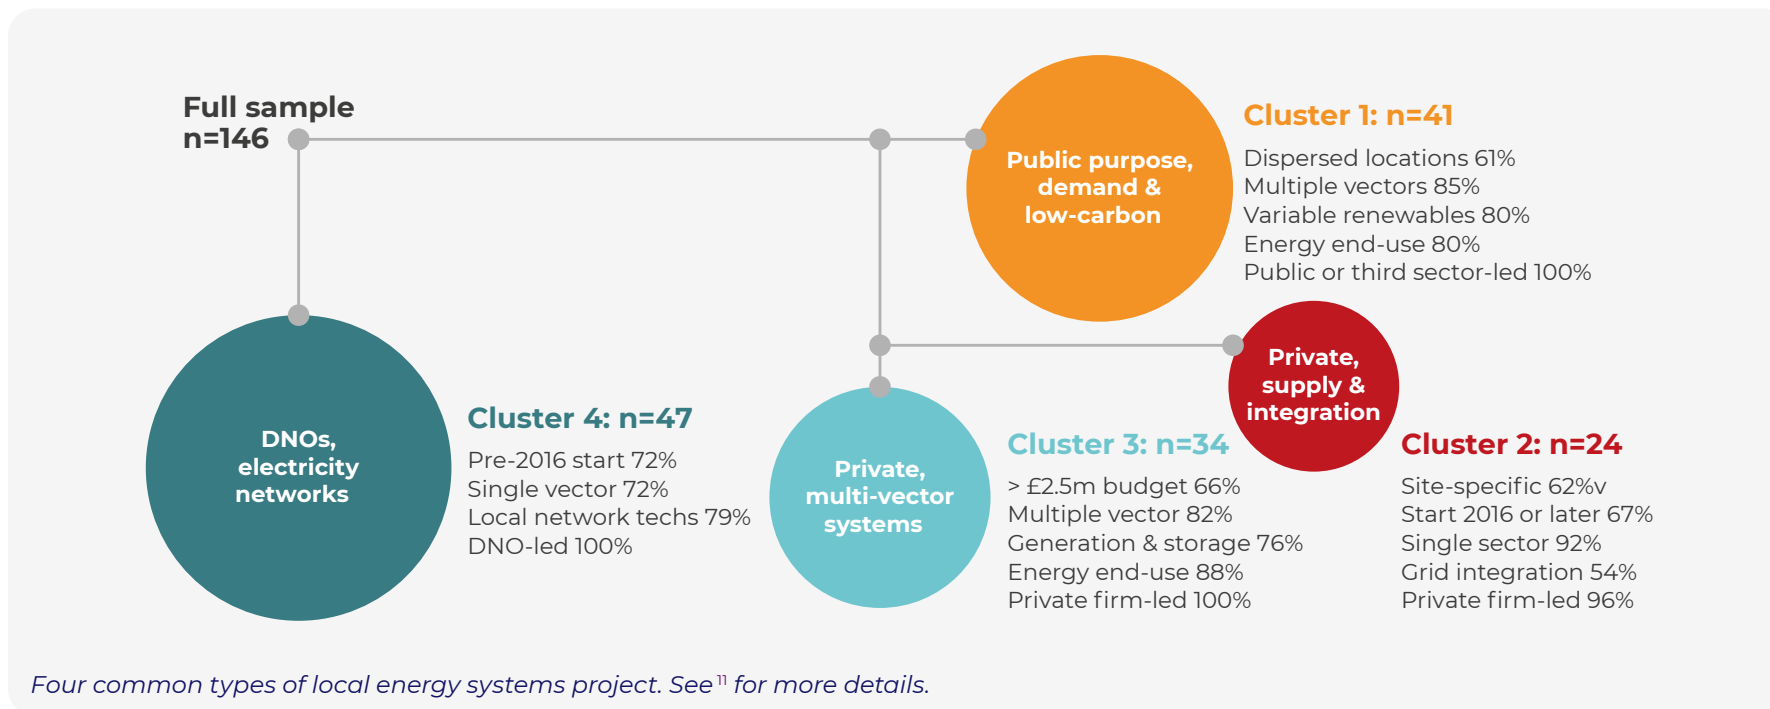 Full sample
n=146
Public purpose,
demand &
low-carbon
Cluster 1: n=41
Dispersed locations 61%
Multiple vectors 85%
Variable renewables 80%
Energy end-use 80%
Public or third sector-led 100%
DNOs,
electricity
networks
Cluster 4: n=47
Pre-2016 start 72%
Single vector 72%
Local network techs 79%
DNO-led 100%
Private,
multi-vector
systems
Cluster 3: n=34
> £2.5m budget 66%
Multiple vector 82%
Generation & storage 76%
Energy end-use 88%
Private firm-led 100%
Private,
supply &
integration
Cluster 2: n=24
Site-specific 62%v
Start 2016 or later 67%
Single sector 92%
Grid integration 54%
Private firm-led 96%
Four common types of local energy systems project. See 11 for more details.